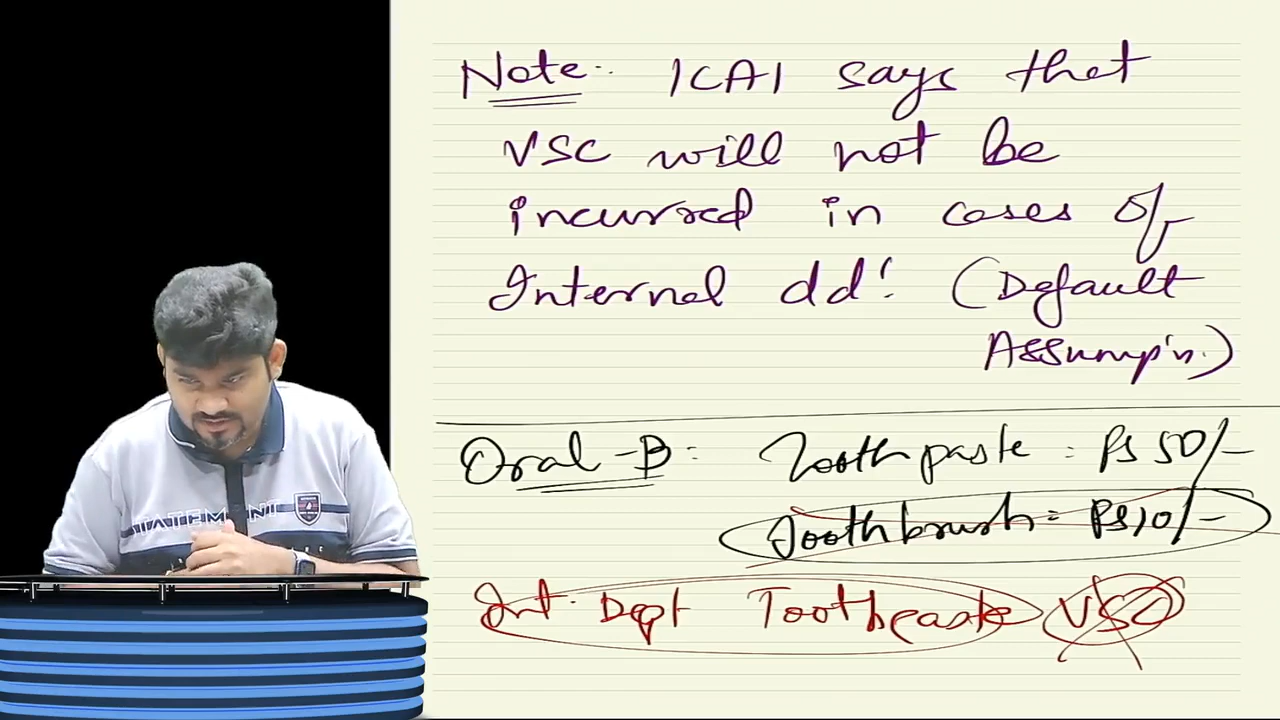 Note:- ICAI says that
VSC will not be
incurred in cases of
Internal dd! (Default
Assump'n.)
Oral-B: Toothpaste : Rs 50/-
Toothbrush = Rs 10/-
Int. Dept Toothpaste VSC
STATEMENT